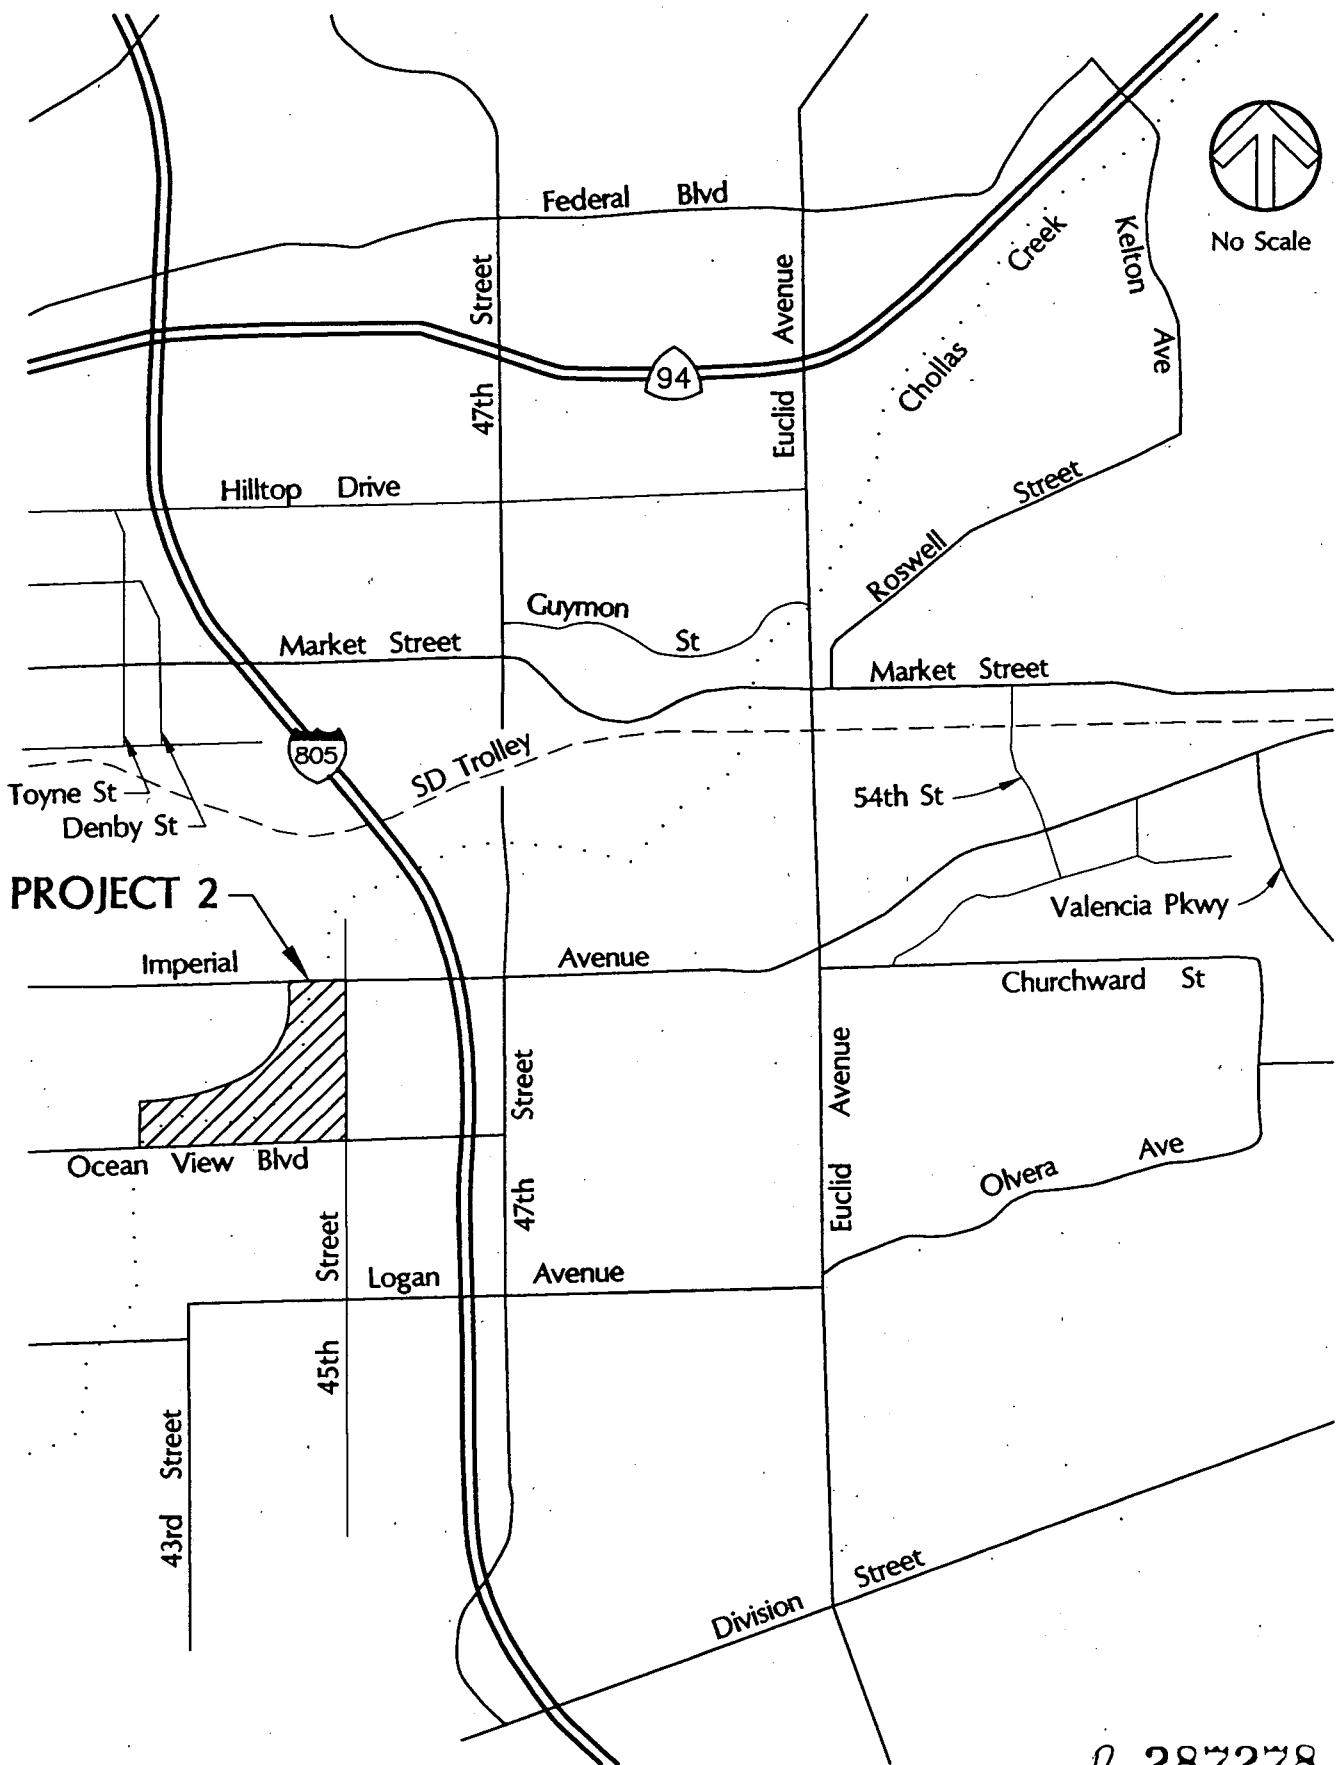 Federal Blvd
Kelton Ave
No Scale
Chollas Creek
47th Street
Euclid Avenue
94
Hilltop Drive
Roswell Street
Guymon St
Market Street
Market Street
805
SD Trolley
Toyne St
Denby St
54th St
PROJECT 2
Valencia Pkwy
Imperial Avenue
Churchward St
47th Street
Euclid Avenue
Ocean View Blvd
Olvera Ave
45th Street
Logan Avenue
43rd Street
Division Street
287278